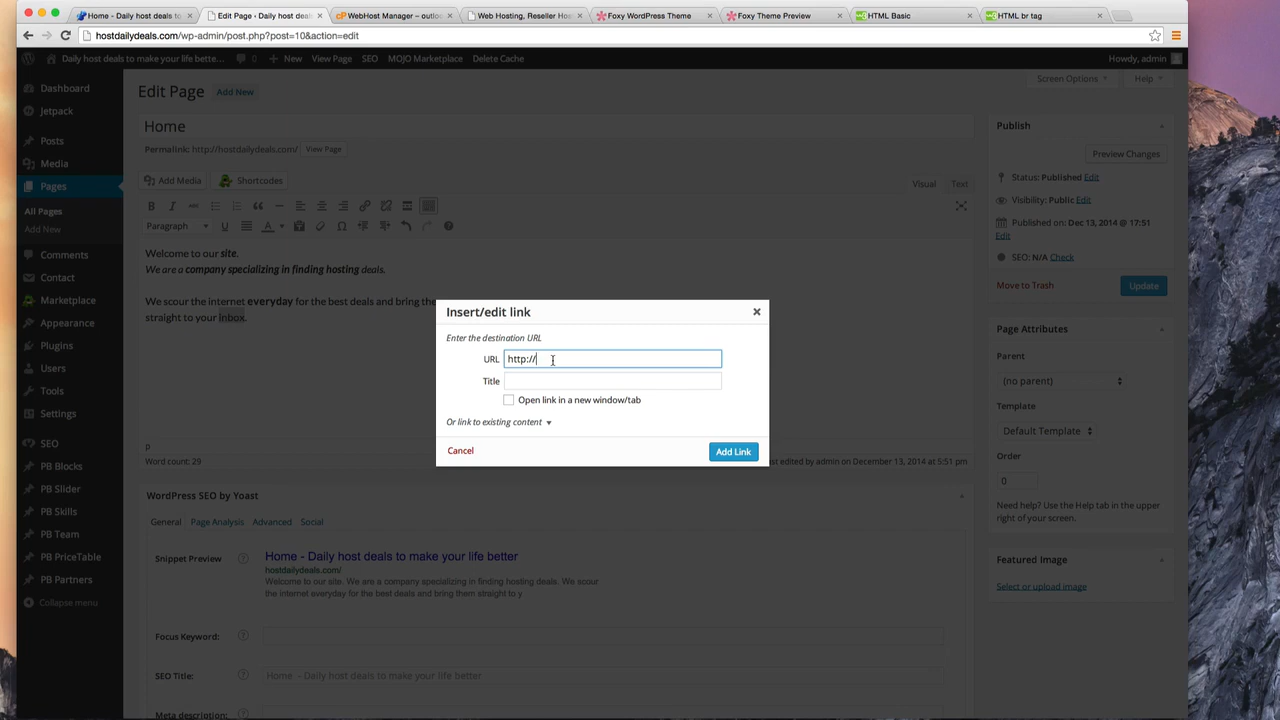 Home - Daily host deals to
Edit Page ‹ Daily host deal
WebHost Manager – outlo
Web Hosting, Reseller Ho
Foxy WordPress Theme
Foxy Theme Preview
HTML Basic
HTML br tag
hostdailydeals.com/wp-admin/post.php?post=10&action=edit
Daily host deals to make your life bette… 0 + New View Page SEO MOJO Marketplace Delete Cache Howdy, admin
Dashboard
Jetpack
Posts
Media
Pages
All Pages
Add New
Comments
Contact
Marketplace
Appearance
Plugins
Users
Tools
Settings
SEO
PB Blocks
PB Slider
PB Skills
PB Team
PB PriceTable
PB Partners
Collapse menu
Screen Options Help
Edit Page Add New
Home
Permalink: http://hostdailydeals.com/ View Page
Add Media Shortcodes
Visual Text
Paragraph
Welcome to our site.
We are a company specializing in finding hosting deals.
We scour the internet everyday for the best deals and bring the
straight to your inbox.
p
Word count: 29
st edited by admin on December 13, 2014 at 5:51 pm
Insert/edit link
Enter the destination URL
URL http://
Title
Open link in a new window/tab
Or link to existing content
Cancel Add Link
WordPress SEO by Yoast
General Page Analysis Advanced Social
Snippet Preview
Home - Daily host deals to make your life better
hostdailydeals.com/
Welcome to our site. We are a company specializing in finding hosting deals. We scour
the internet everyday for the best deals and bring them straight to y
Focus Keyword:
SEO Title: Home - Daily host deals to make your life better
Meta description:
Publish
Preview Changes
Status: Published Edit
Visibility: Public Edit
Published on: Dec 13, 2014 @ 17:51
Edit
SEO: N/A Check
Move to Trash Update
Page Attributes
Parent
(no parent)
Template
Default Template
Order
0
Need help? Use the Help tab in the upper
right of your screen.
Featured Image
Select or upload image